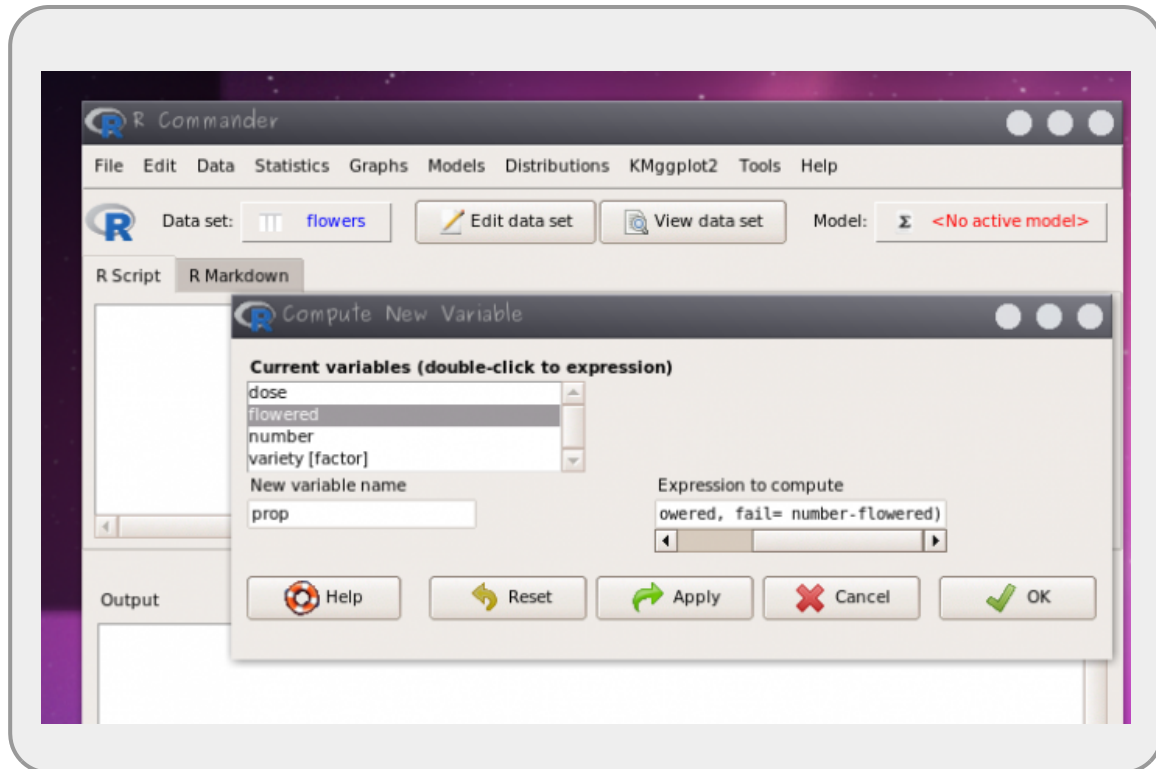 R Commander
File Edit Data Statistics Graphs Models Distributions KMggplot2 Tools Help
R Data set: flowers Edit data set View data set Model: Σ <No active model>
R Script R Markdown
R Compute New Variable
Current variables (double-click to expression)
dose
flowered
number
variety [factor]
New variable name Expression to compute
prop owered, fail= number-flowered)
Help Reset Apply Cancel OK
Output